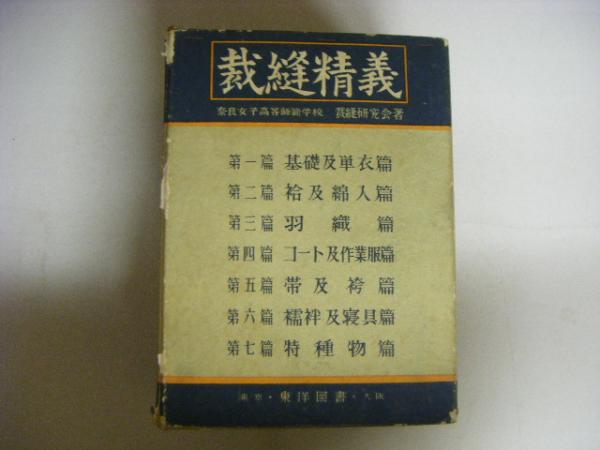 裁縫精義
奈良女子高等師範学校 裁縫研究会著
第一篇 基礎及単衣篇
第二篇 袷及綿入篇
第三篇 羽織篇
第四篇 コート及作業服篇
第五篇 帯及袴篇
第六篇 襦袢及寝具篇
第七篇 特種物篇
東京・東洋図書・大阪